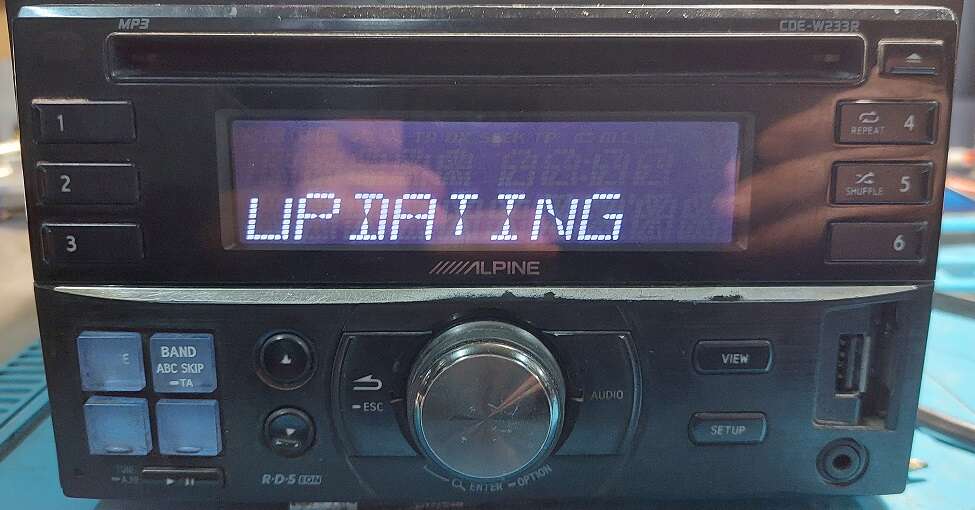 MP3
CDE-W233R
1
REPEAT 4
2
SHUFFLE 5
3
6
UPDATING
ALPINE
BAND
ABC SKIP
TA
ESC
AUDIO
VIEW
SETUP
R·D·S EON
ENTER OPTION